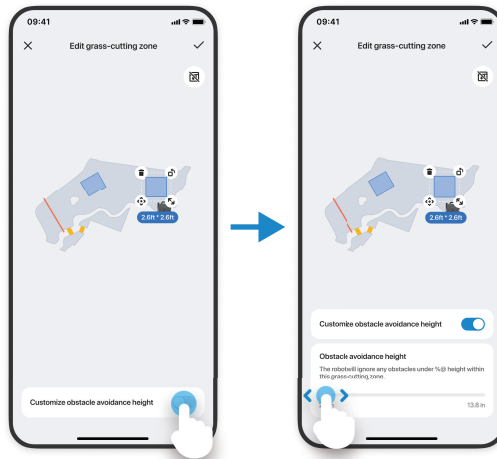 09:41
Edit grass-cutting zone
2.6ft * 2.6ft
Customize obstacle avoidance height
09:41
Edit grass-cutting zone
2.6ft * 2.6ft
Customize obstacle avoidance height
Obstacle avoidance height
The robotwill ignore any obstacles under %@ height within
this grass-cutting zone.
13.8 in